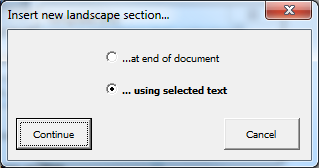 Insert new landscape section...
...at end of document
... using selected text
Continue
Cancel